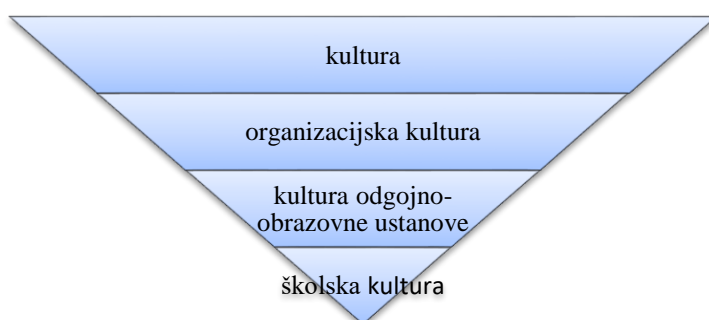 kultura
organizacijska kultura
kultura odgojno-
obrazovne ustanove
školska kultura